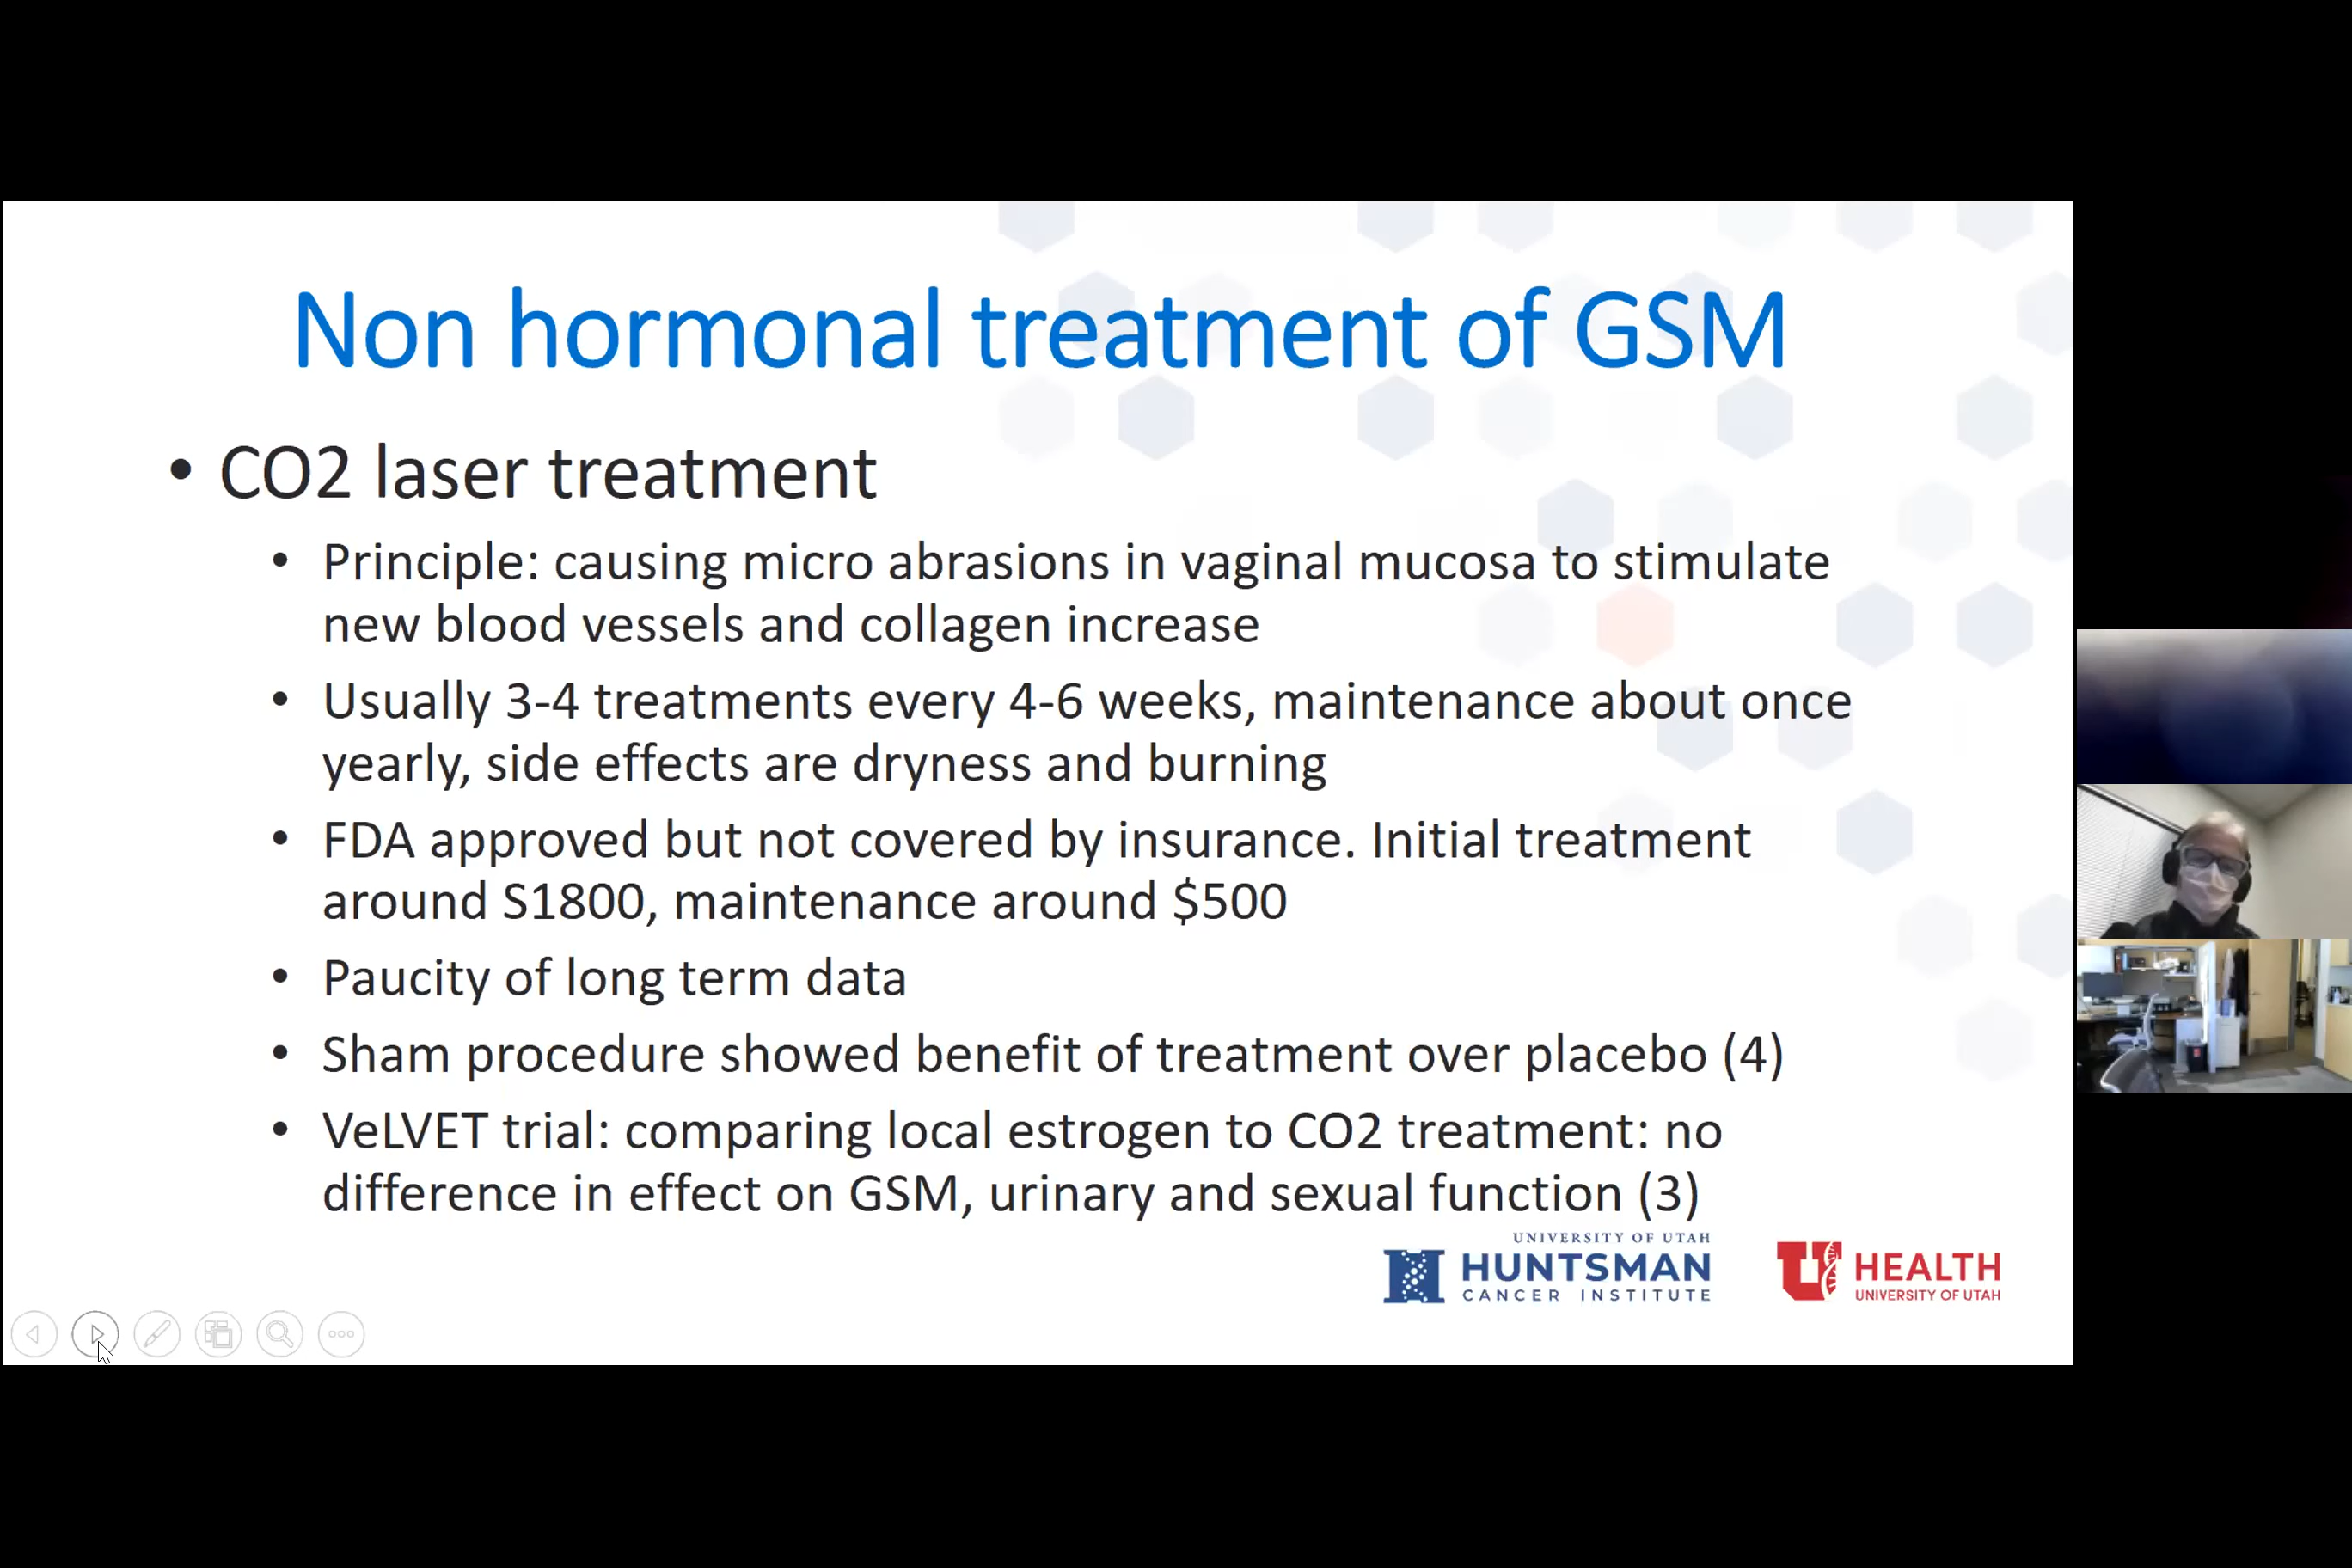 Non hormonal treatment of GSM
• CO2 laser treatment
• Principle: causing micro abrasions in vaginal mucosa to stimulate
new blood vessels and collagen increase
• Usually 3-4 treatments every 4-6 weeks, maintenance about once
yearly, side effects are dryness and burning
• FDA approved but not covered by insurance. Initial treatment
around S1800, maintenance around $500
• Paucity of long term data
• Sham procedure showed benefit of treatment over placebo (4)
• VeLVET trial: comparing local estrogen to CO2 treatment: no
difference in effect on GSM, urinary and sexual function (3)
UNIVERSITY OF UTAH
HUNTSMAN
CANCER INSTITUTE
U HEALTH
UNIVERSITY OF UTAH